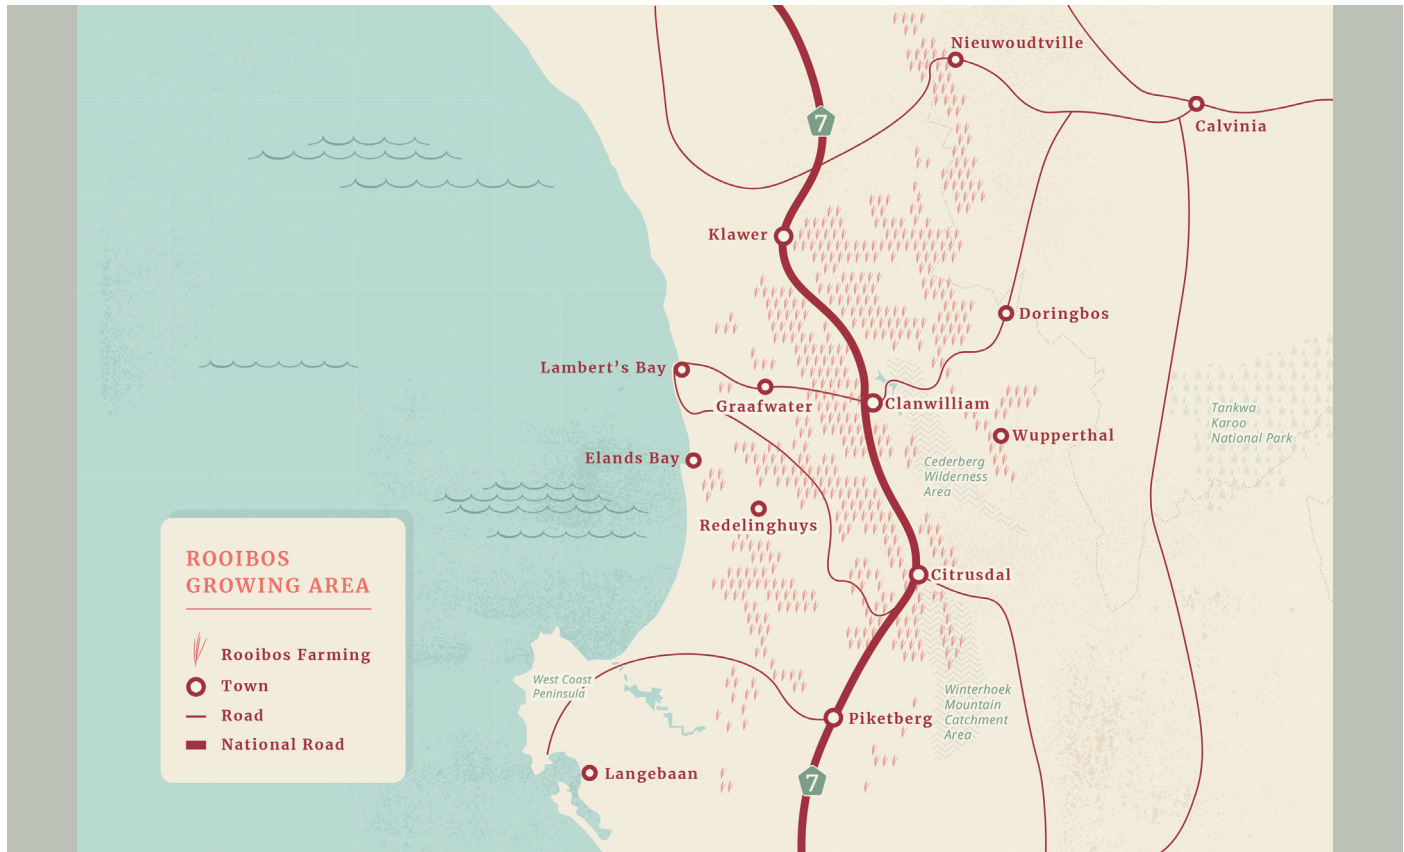 Nieuwoudtville
7
Calvinia
Klawer
Doringbos
Lambert's Bay
Graafwater
Clanwilliam
Tankwa
Karoo
National Park
Wupperthal
Elands Bay
Cederberg
Wilderness
Area
Redelinghuys
ROOIBOS
GROWING AREA
Rooibos Farming
Town
Road
National Road
Citrusdal
West Coast
Peninsula
Winterhoek
Mountain
Catchment
Area
Piketberg
Langebaan
7